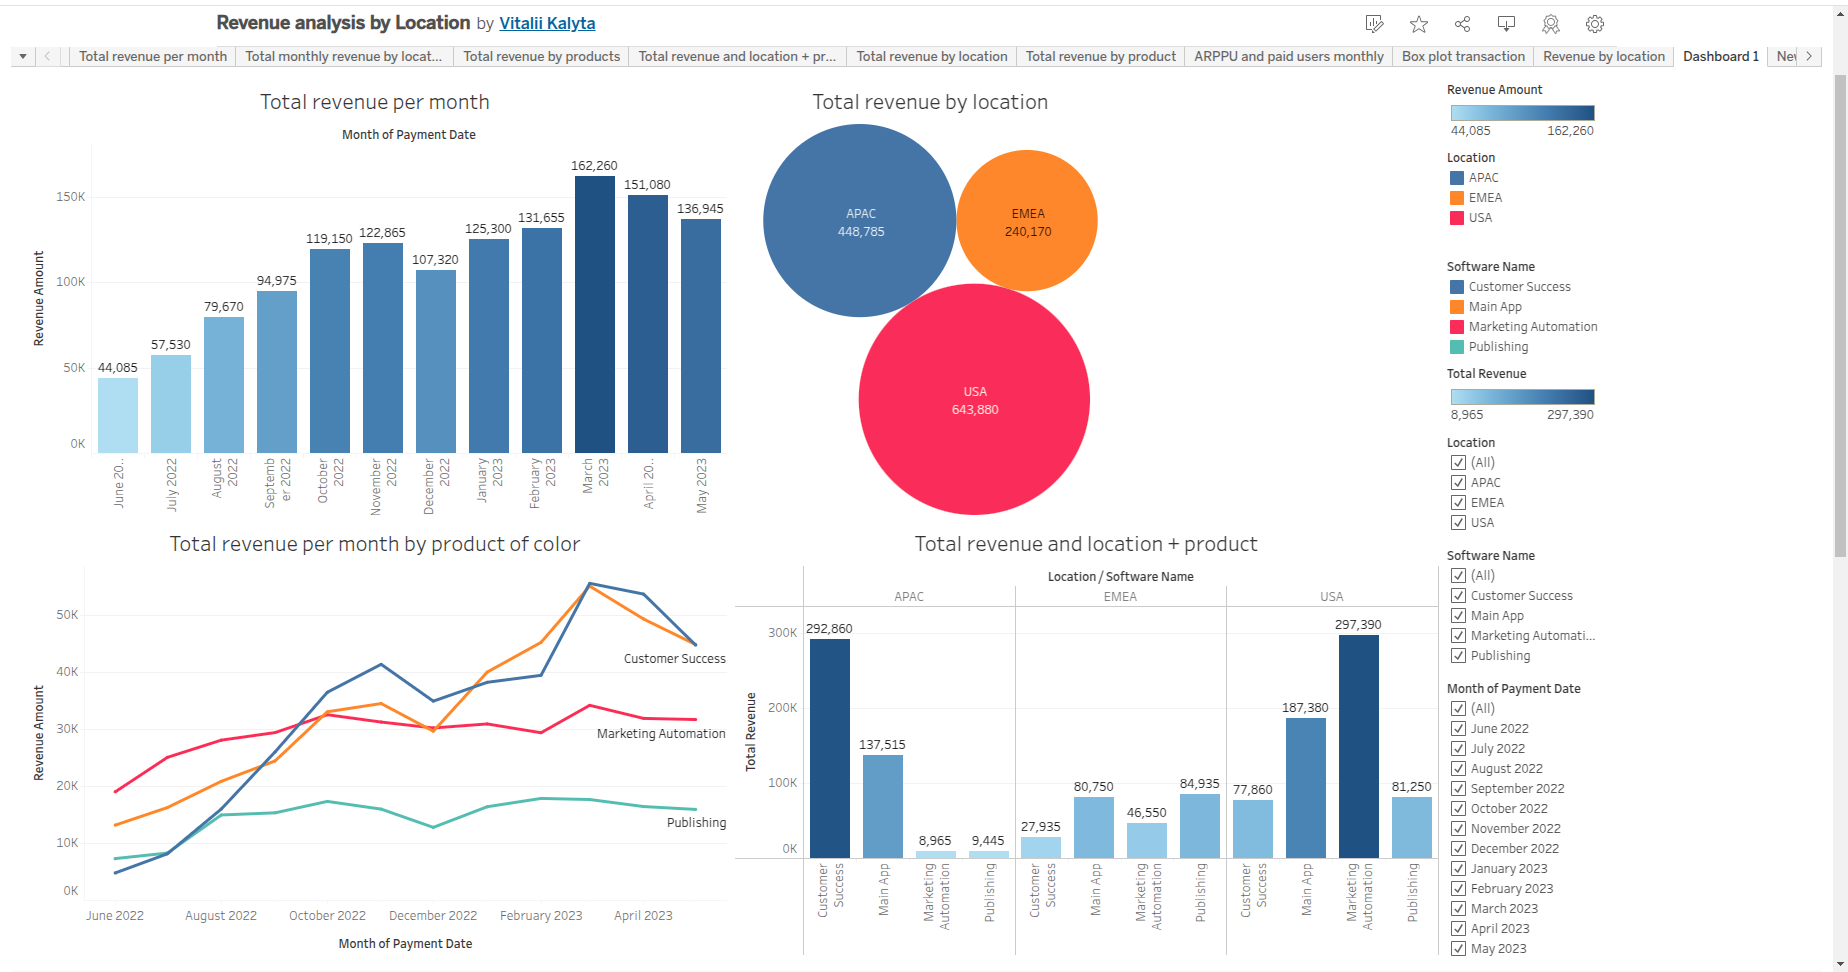 Revenue analysis by Location by Vitalii Kalyta
Total revenue per month
Total monthly revenue by locat...
Total revenue by products
Total revenue and location + pr...
Total revenue by location
Total revenue by product
ARPPU and paid users monthly
Box plot transaction
Revenue by location
Dashboard 1
Total revenue per month
Month of Payment Date
Revenue Amount
150K
100K
50K
0K
44,085
57,530
79,670
94,975
119,150
122,865
107,320
125,300
131,655
162,260
151,080
136,945
June 20..
July 2022
August
2022
Septemb
er 2022
October
2022
November
2022
December
2022
January
2023
February
2023
March
2023
April 20..
May 2023
Total revenue by location
APAC
448,785
EMEA
240,170
USA
643,880
Total revenue per month by product of color
Revenue Amount
50K
40K
30K
20K
10K
0K
Customer Success
Marketing Automation
Publishing
June 2022
August 2022
October 2022
December 2022
February 2023
April 2023
Month of Payment Date
Total revenue and location + product
Location / Software Name
APAC
EMEA
USA
Total Revenue
300K
200K
100K
0K
292,860
137,515
8,965
9,445
27,935
80,750
46,550
84,935
77,860
187,380
297,390
81,250
Customer
Success
Main App
Marketing
Automation
Publishing
Customer
Success
Main App
Marketing
Automation
Publishing
Customer
Success
Main App
Marketing
Automation
Publishing
Revenue Amount
44,085 162,260
Location
APAC
EMEA
USA
Software Name
Customer Success
Main App
Marketing Automation
Publishing
Total Revenue
8,965 297,390
Location
(All)
APAC
EMEA
USA
Software Name
(All)
Customer Success
Main App
Marketing Automati...
Publishing
Month of Payment Date
(All)
June 2022
July 2022
August 2022
September 2022
October 2022
November 2022
December 2022
January 2023
February 2023
March 2023
April 2023
May 2023